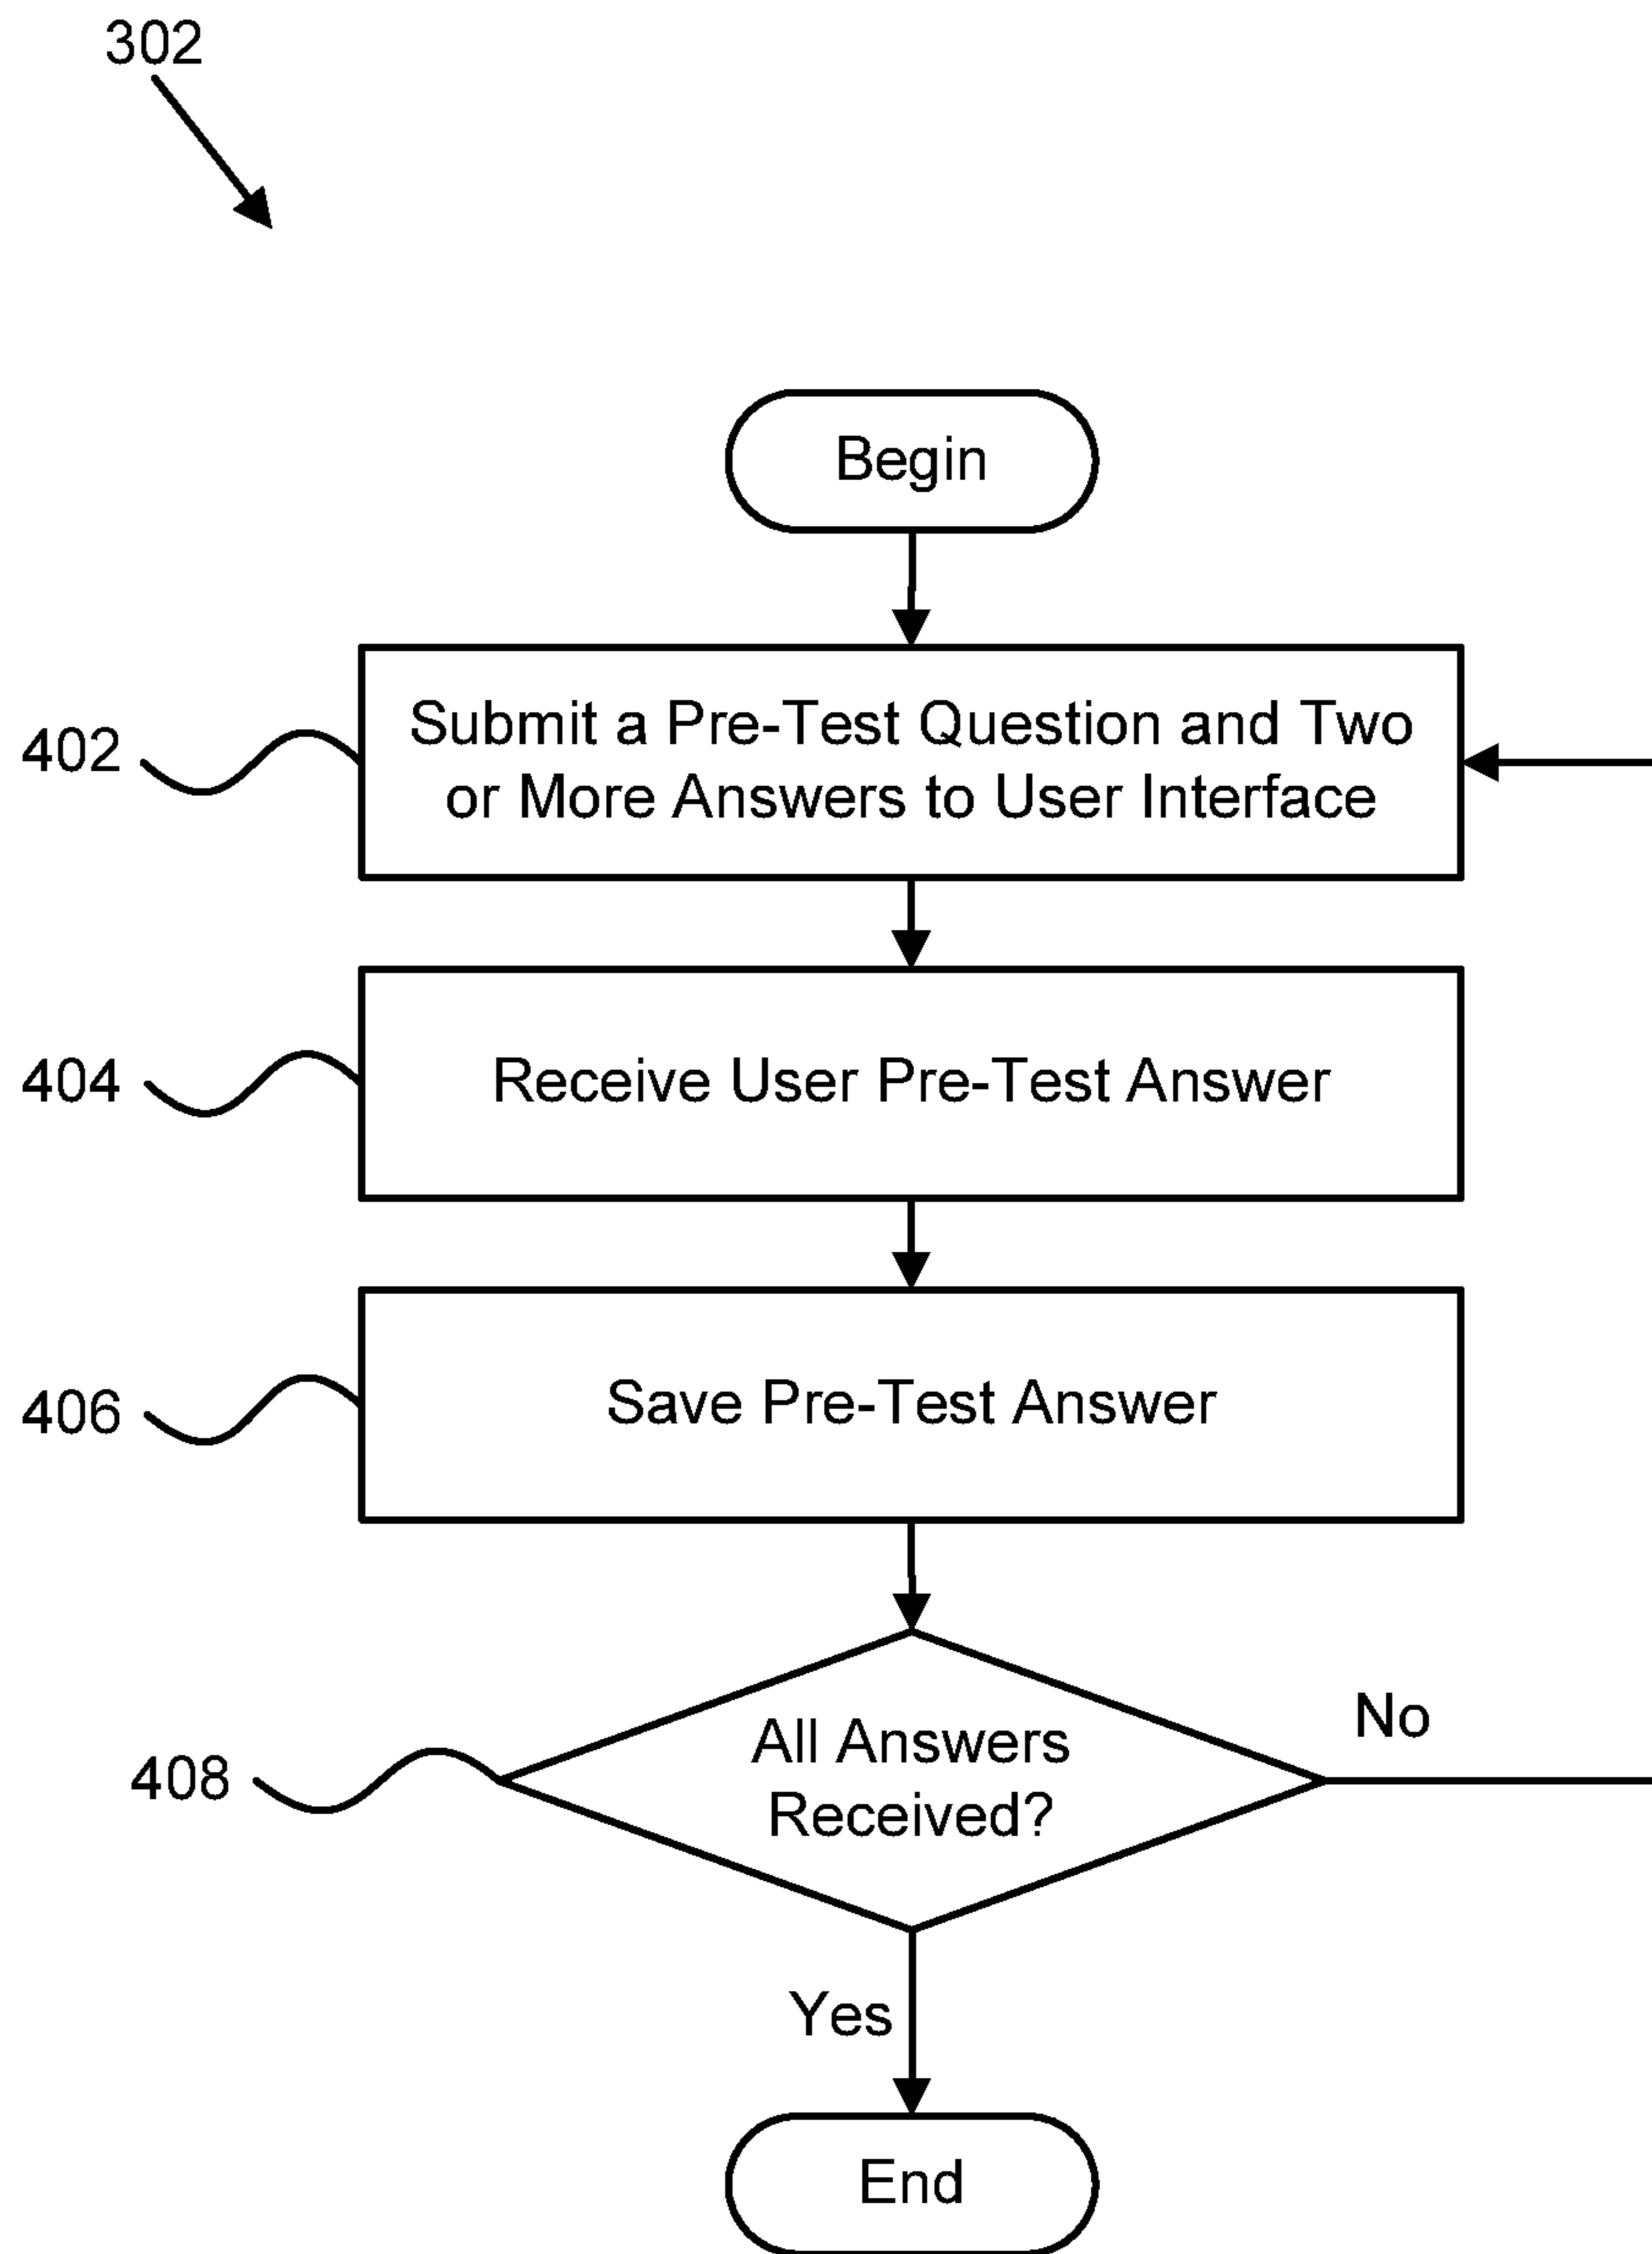 302
Begin
402
Submit a Pre-Test Question and Two
or More Answers to User Interface
404
Receive User Pre-Test Answer
406
Save Pre-Test Answer
408
All Answers
Received?
No
Yes
End